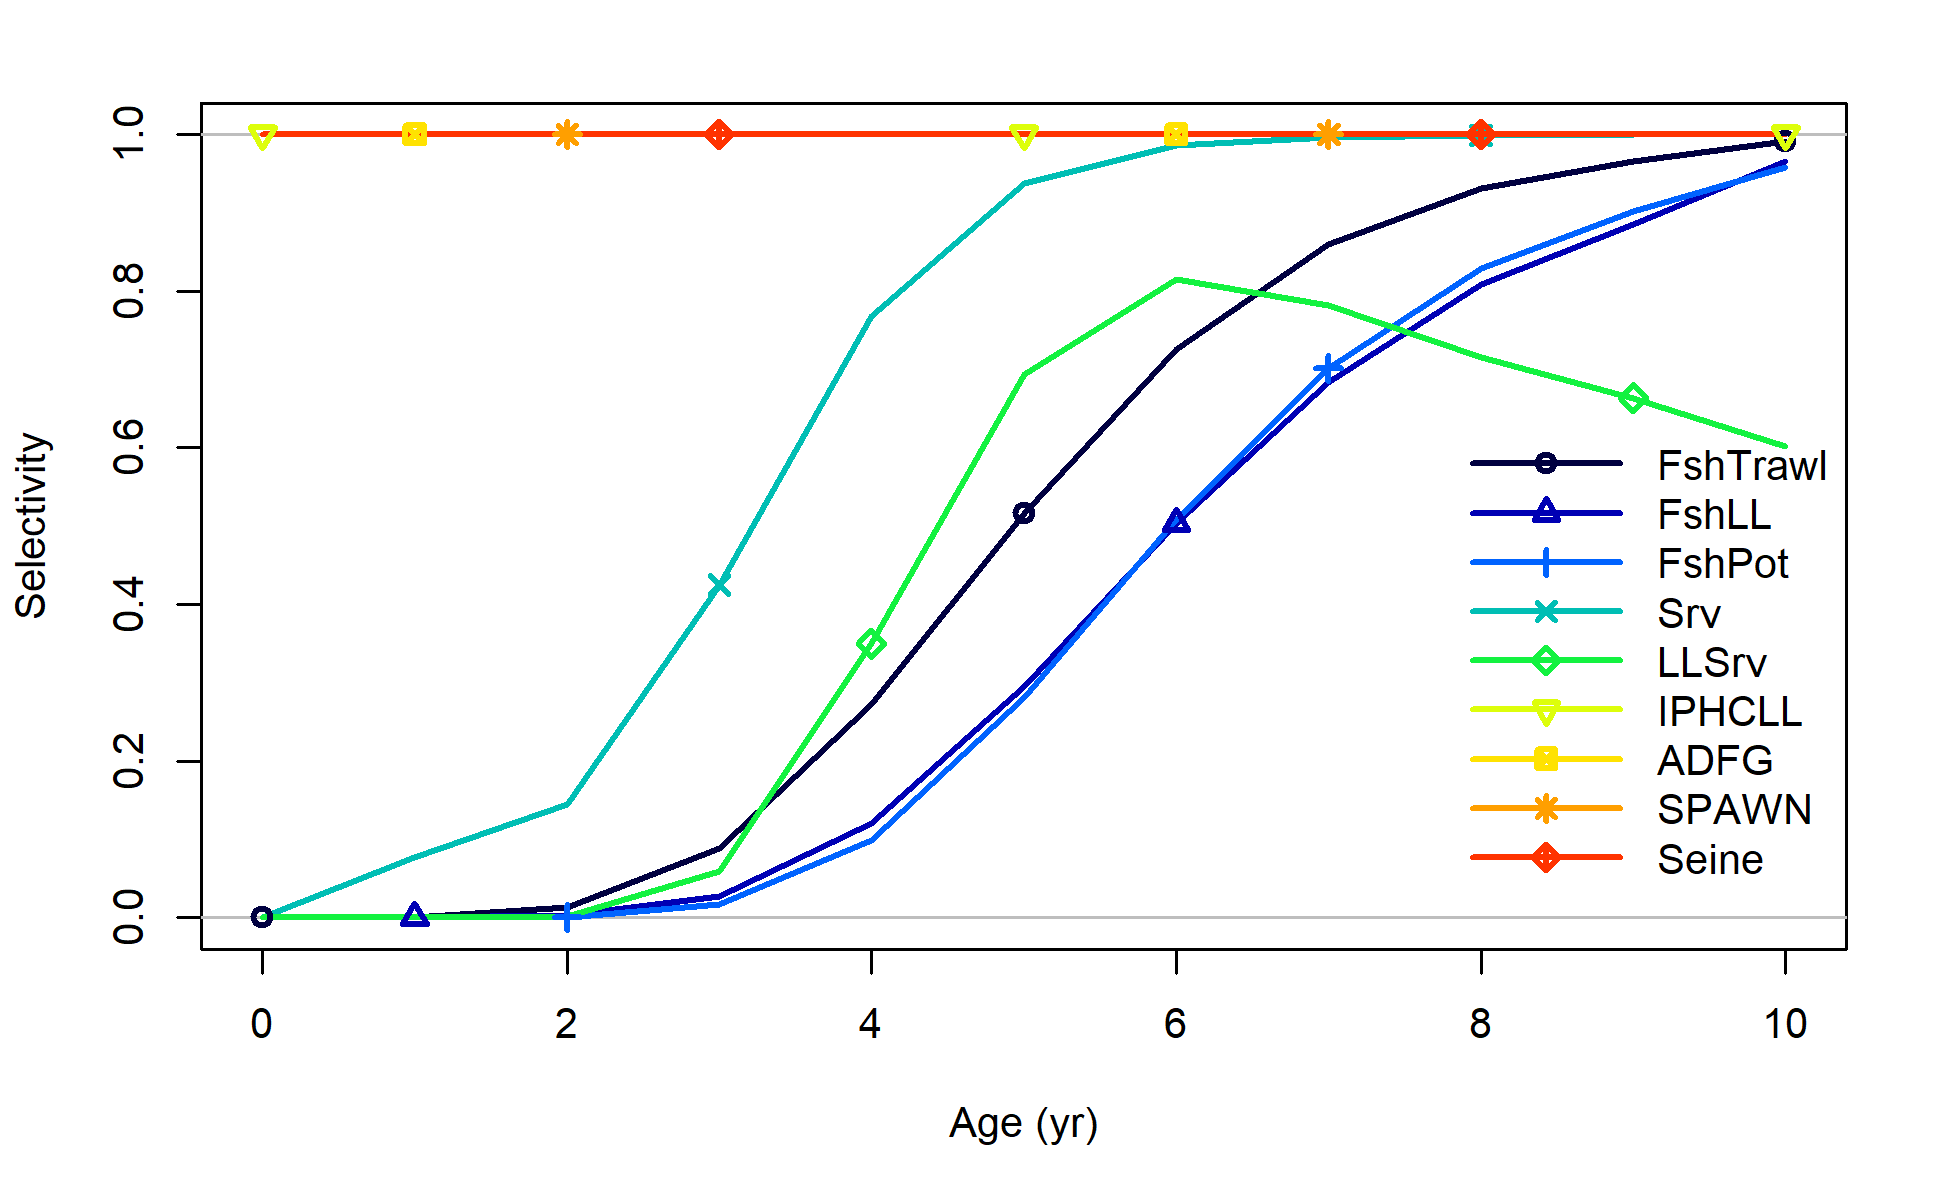 Selectivity
1.0
0.8
0.6
0.4
0.2
0.0
FshTrawl
FshLL
FshPot
Srv
LLSrv
IPHCLL
ADFG
SPAWN
Seine
0 2 4 6 8 10
Age (yr)